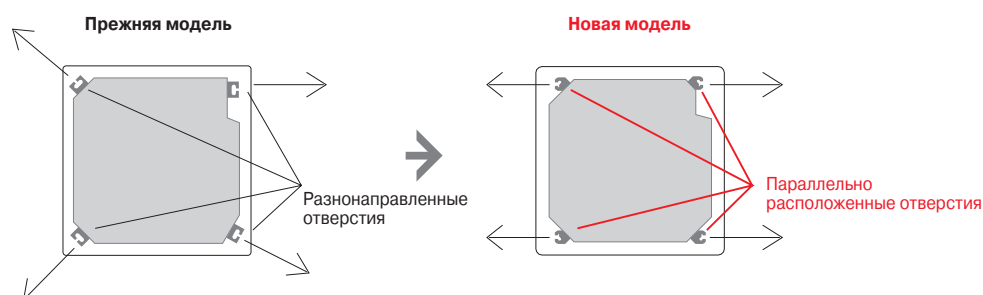 Прежняя модель
Новая модель
Разнонаправленные
отверстия
Параллельно
расположенные отверстия